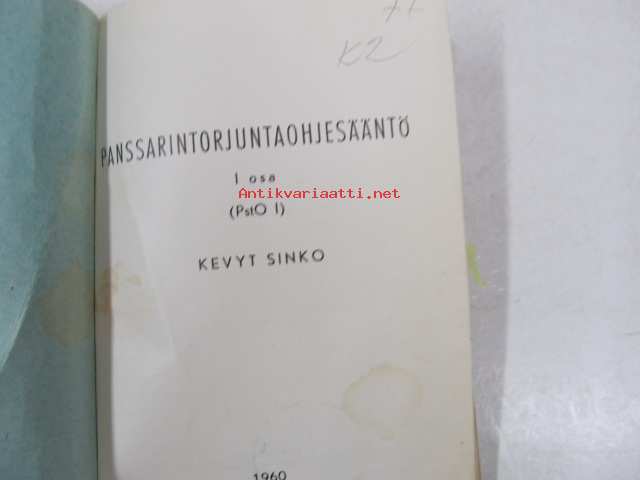 K2
PANSSARINTORJUNTAOHJESÄÄNTÖ
I osa
Antikvariaatti.net
(PstO I)
KEVYT SINKO
1960